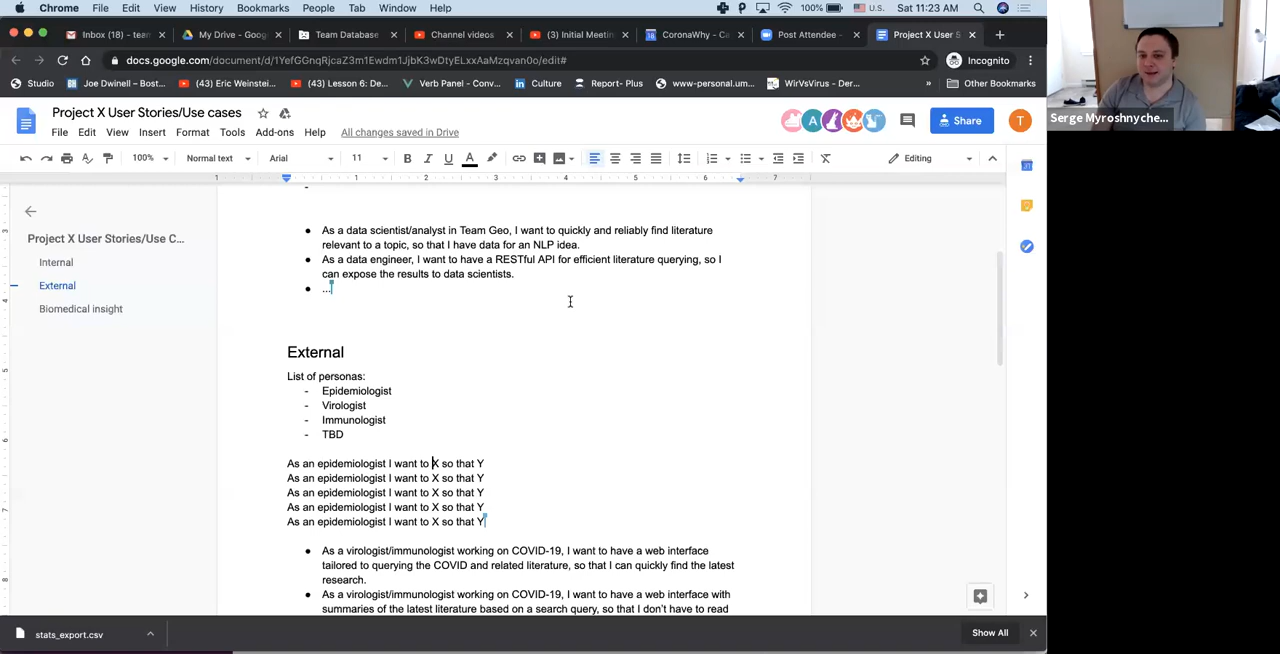 Chrome File Edit View History Bookmarks People Tab Window Help 100% U.S. Sat 11:23 AM
Inbox (18) - team My Drive - Goog Team Database Channel videos (3) Initial Meetin CoronaWhy - Ca Post Attendee - Project X User S
docs.google.com/document/d/1YefGGnqRjcaZ3m1Ewdm1JjbK3wDtyELxxAaMzqvan0o/edit# Incognito
Studio Joe Dwinell – Bost... (43) Eric Weinstei... (43) Lesson 6: De... Verb Panel - Conv... Culture Report- Plus www-personal.um... WirVsVirus - Der... » Other Bookmarks
Project X User Stories/Use cases
File Edit View Insert Format Tools Add-ons Help All changes saved in Drive
Share T
100% Normal text Arial 11 B I U A Editing
1 1 2 3 4 5 6 7
Project X User Stories/Use C...
Internal
External
Biomedical insight
-
● As a data scientist/analyst in Team Geo, I want to quickly and reliably find literature
relevant to a topic, so that I have data for an NLP idea.
● As a data engineer, I want to have a RESTful API for efficient literature querying, so I
can expose the results to data scientists.
● ...
External
List of personas:
- Epidemiologist
- Virologist
- Immunologist
- TBD
As an epidemiologist I want to X so that Y
As an epidemiologist I want to X so that Y
As an epidemiologist I want to X so that Y
As an epidemiologist I want to X so that Y
As an epidemiologist I want to X so that Y
● As a virologist/immunologist working on COVID-19, I want to have a web interface
tailored to querying the COVID and related literature, so that I can quickly find the latest
research.
● As a virologist/immunologist working on COVID-19, I want to have a web interface with
summaries of the latest literature based on a search query, so that I don't have to read
stats_export.csv
Show All
Serge Myroshnyche...